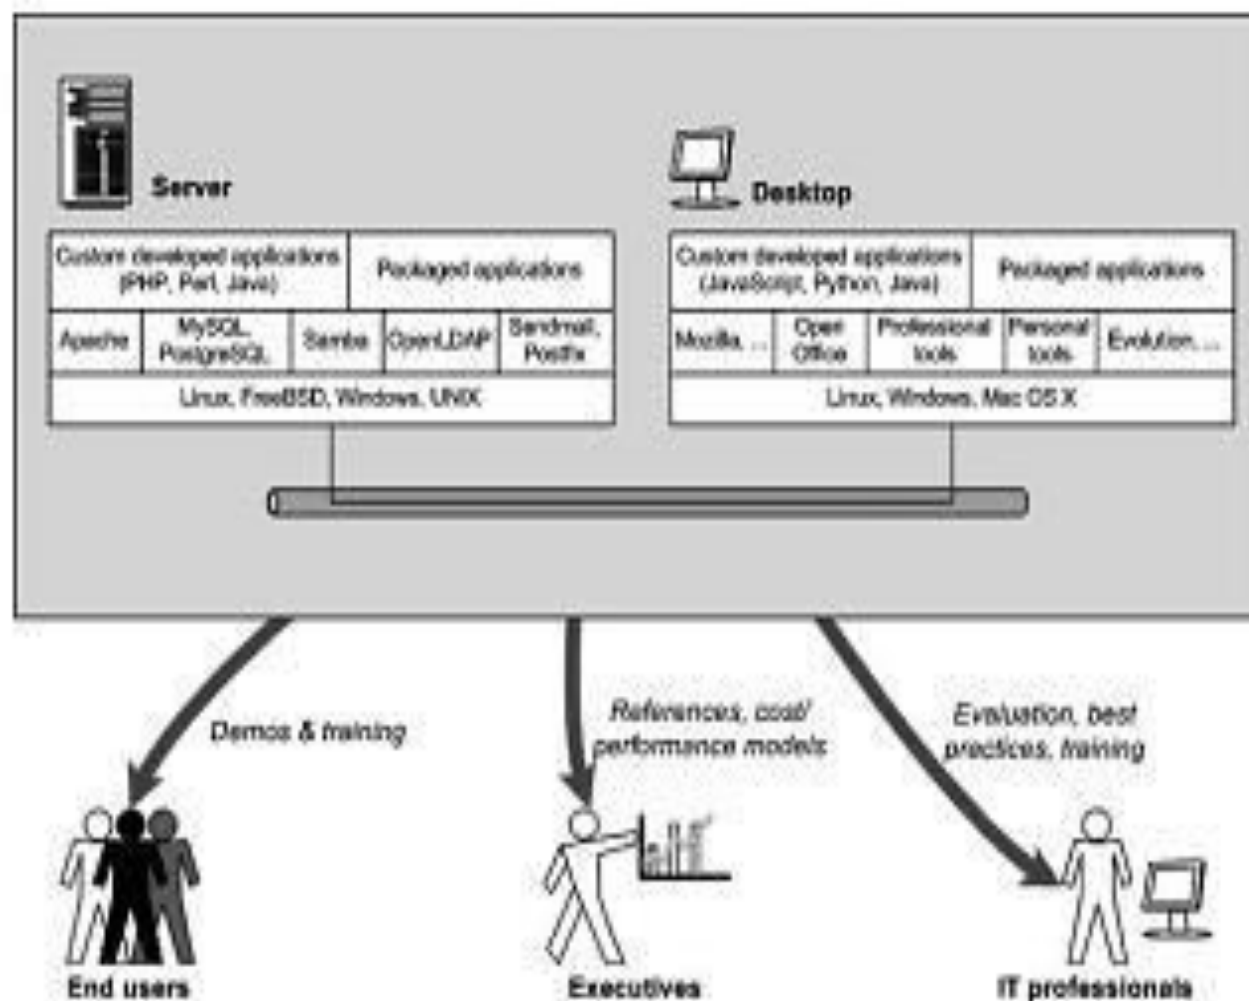 Server
Desktop
Custom developed applications
(PHP, Perl, Java)
Packaged applications
Apache
MySQL,
PostgreSQL
Samba
OpenLDAP
Sendmail,
Postfix
Linux, FreeBSD, Windows, UNIX
Custom developed applications
(JavaScript, Python, Java)
Packaged applications
Mozilla, ...
Open
Office
Professional
tools
Personal
tools
Evolution, ...
Linux, Windows, Mac OS X
Demos & training
References, cost/
performance models
Evaluation, best
practices, training
End users
Executives
IT professionals